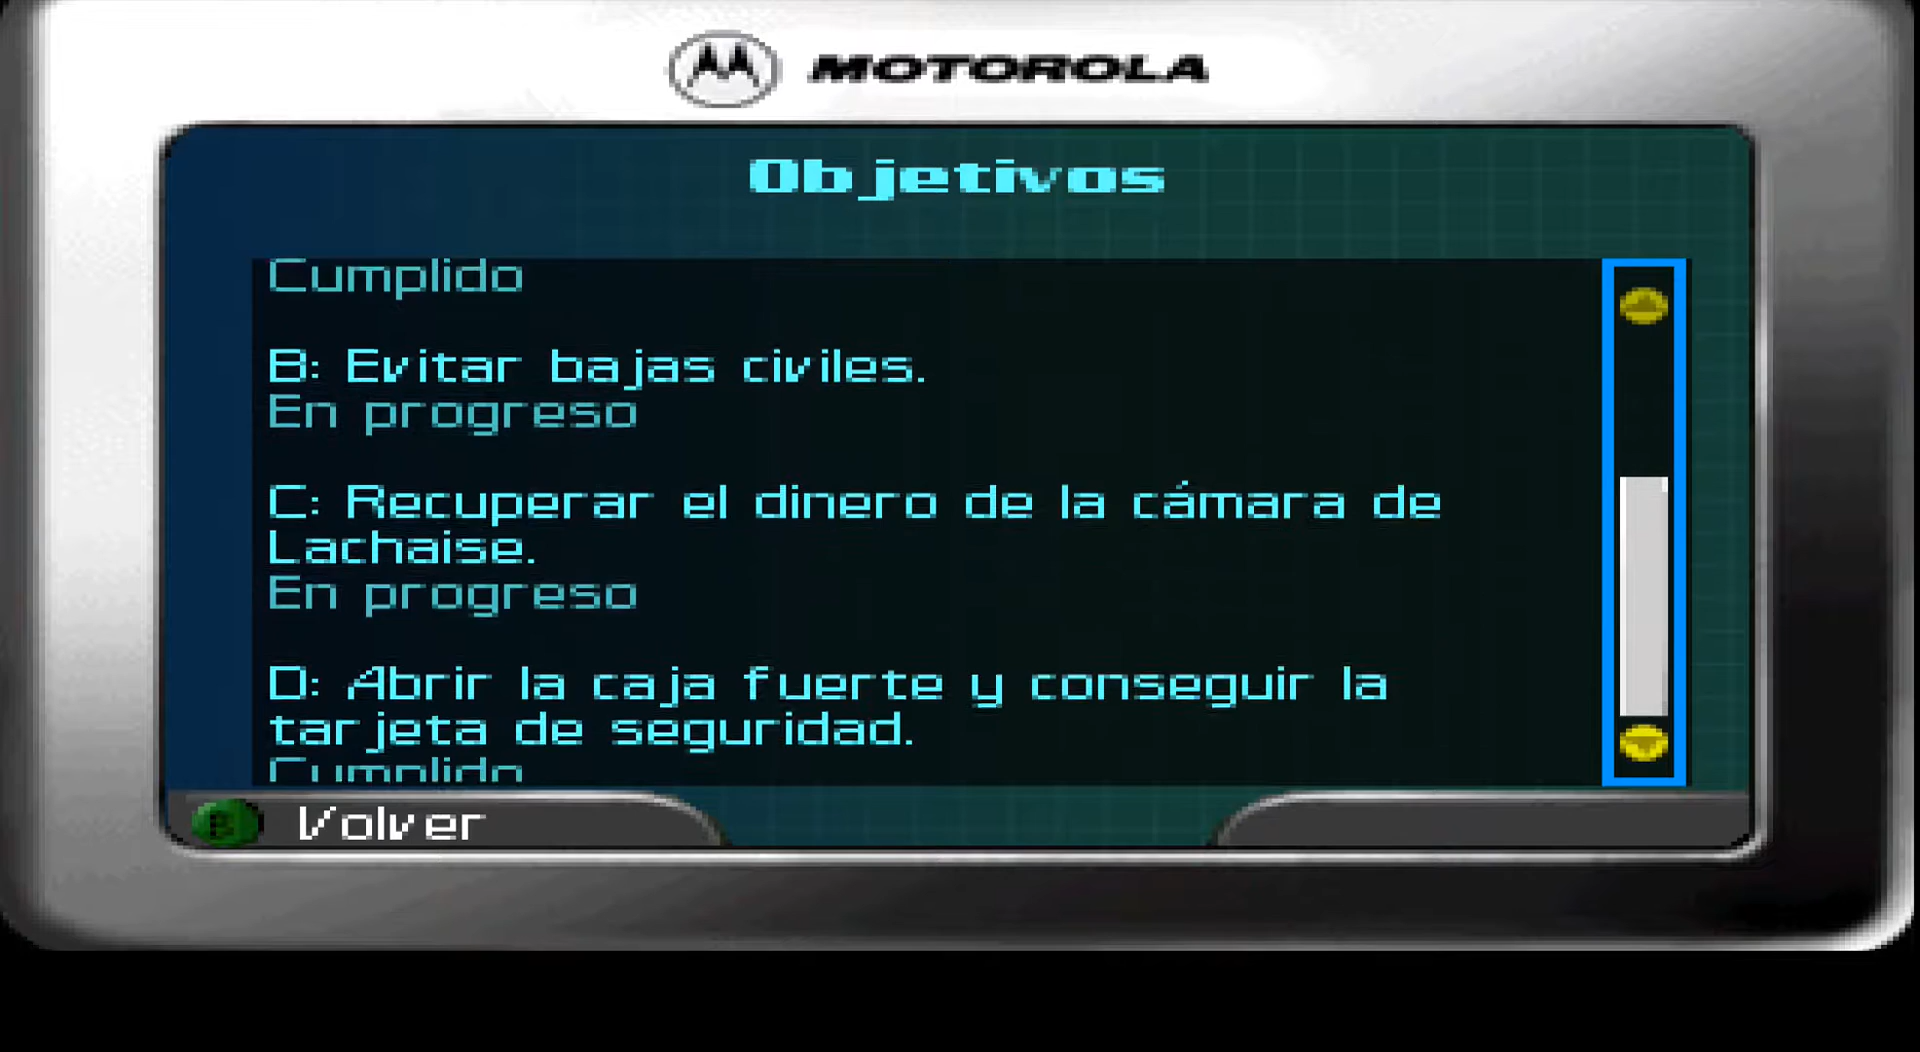 MOTOROLA
Objetivos
Cumplido
B: Evitar bajas civiles.
En progreso
C: Recuperar el dinero de la cámara de
Lachaise.
En progreso
D: Abrir la caja fuerte y conseguir la
tarjeta de seguridad.
Cumplido
B Volver